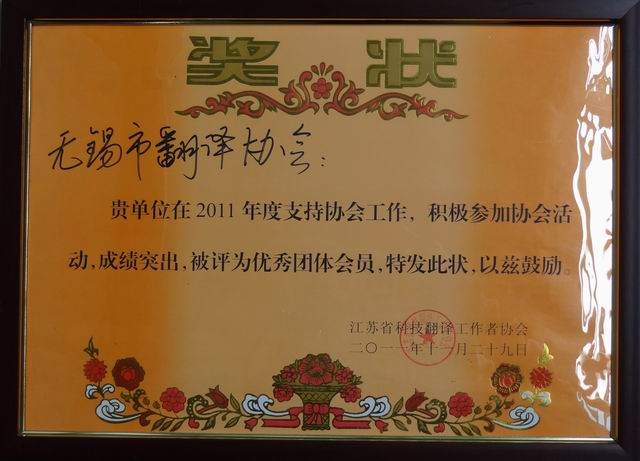 奖 状
无锡市翻译协会：
贵单位在2011年度支持协会工作，积极参加协会活
动，成绩突出，被评为优秀团体会员，特发此状，以兹鼓励。
江苏省科技翻译工作者协会
二〇一一年十一月二十九日